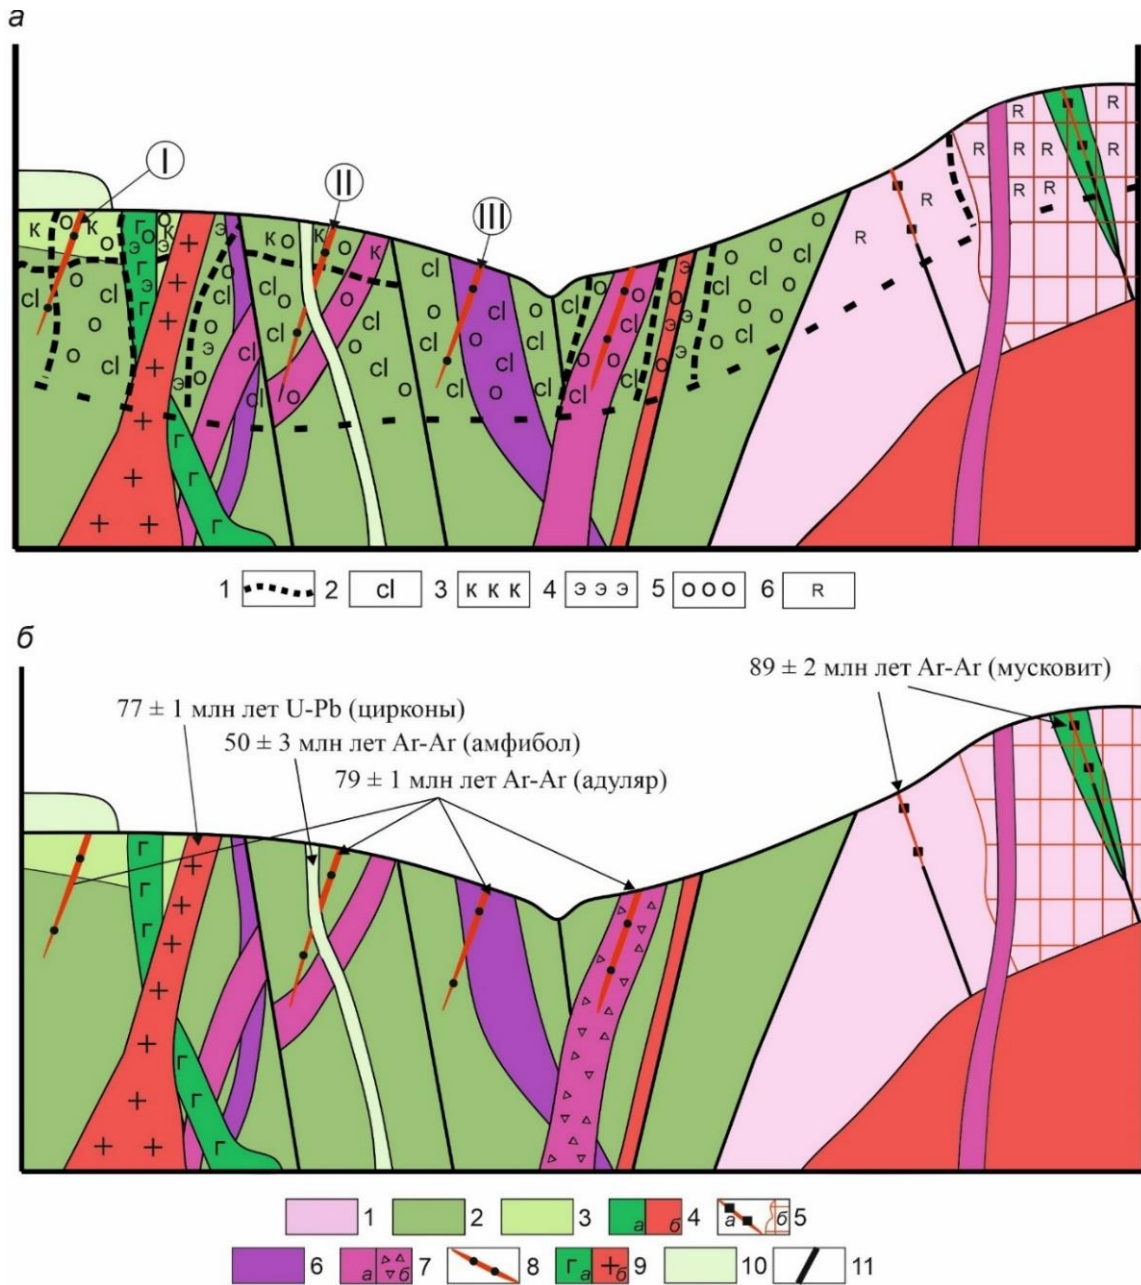 а
I
II
III
к
о
cl
г
э
R
1 2 cl 3 к к к 4 э э э 5 о о о 6 R
б
89 ± 2 млн лет Ar-Ar (мусковит)
77 ± 1 млн лет U-Pb (цирконы)
50 ± 3 млн лет Ar-Ar (амфибол)
79 ± 1 млн лет Ar-Ar (адуляр)
1 2 3 а б 4 а б 5
6 а б 7 8 г а + б 9 10 11